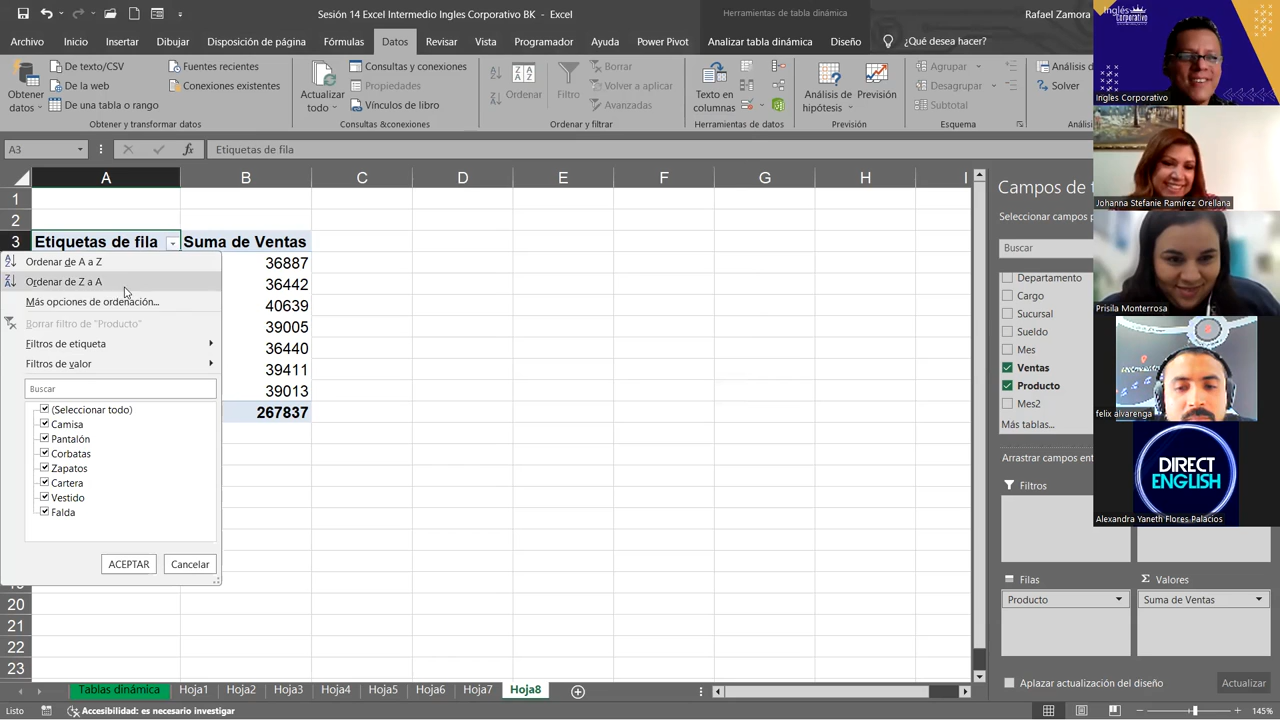 Sesión 14 Excel Intermedio Ingles Corporativo BK - Excel
Herramientas de tabla dinámica
Rafael Zamora
Archivo Inicio Insertar Dibujar Disposición de página Fórmulas Datos Revisar Vista Programador Ayuda Power Pivot Analizar tabla dinámica Diseño ¿Qué desea hacer?
Obtener datos
De texto/CSV
De la web
De una tabla o rango
Fuentes recientes
Conexiones existentes
Obtener y transformar datos
Actualizar todo
Consultas y conexiones
Propiedades
Vínculos de libro
Consultas &conexiones
Ordenar
Filtro
Borrar
Volver a aplicar
Avanzadas
Ordenar y filtrar
Texto en columnas
Herramientas de datos
Análisis de hipótesis
Previsión
Previsión
Agrupar
Desagrupar
Subtotal
Esquema
Análisis d
Solver
Anális
A3
Etiquetas de fila
A B C D E F G H I
1
2
3 Etiquetas de fila Suma de Ventas
36887
36442
40639
39005
36440
39411
39013
267837
20
21
22
23
Ordenar de A a Z
Ordenar de Z a A
Más opciones de ordenación...
Borrar filtro de "Producto"
Filtros de etiqueta
Filtros de valor
Buscar
(Seleccionar todo)
Camisa
Pantalón
Corbatas
Zapatos
Cartera
Vestido
Falda
ACEPTAR Cancelar
Campos de t
Seleccionar campos p
Buscar
Departamento
Cargo
Sucursal
Sueldo
Mes
Ventas
Producto
Mes2
Más tablas...
Arrastrar campos ent
Filtros
Filas
Producto
Σ Valores
Suma de Ventas
Aplazar actualización del diseño
Actualizar
Inglés
Corporativo
Ingles Corporativo
Johanna Stefanie Ramírez Orellana
Prisila Monterrosa
felix alvarenga
DIRECT
ENGLISH
Alexandra Yaneth Flores Palacios
Tablas dinámica Hoja1 Hoja2 Hoja3 Hoja4 Hoja5 Hoja6 Hoja7 Hoja8
Listo
Accesibilidad: es necesario investigar
145%